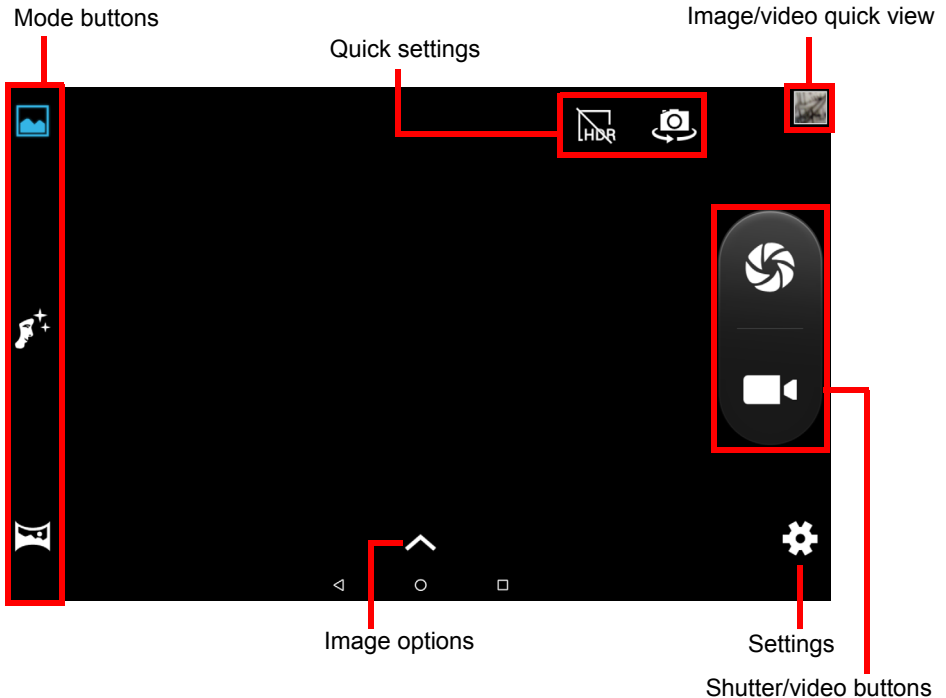 Mode buttons
Image/video quick view
Quick settings
HDR
Image options
Settings
Shutter/video buttons